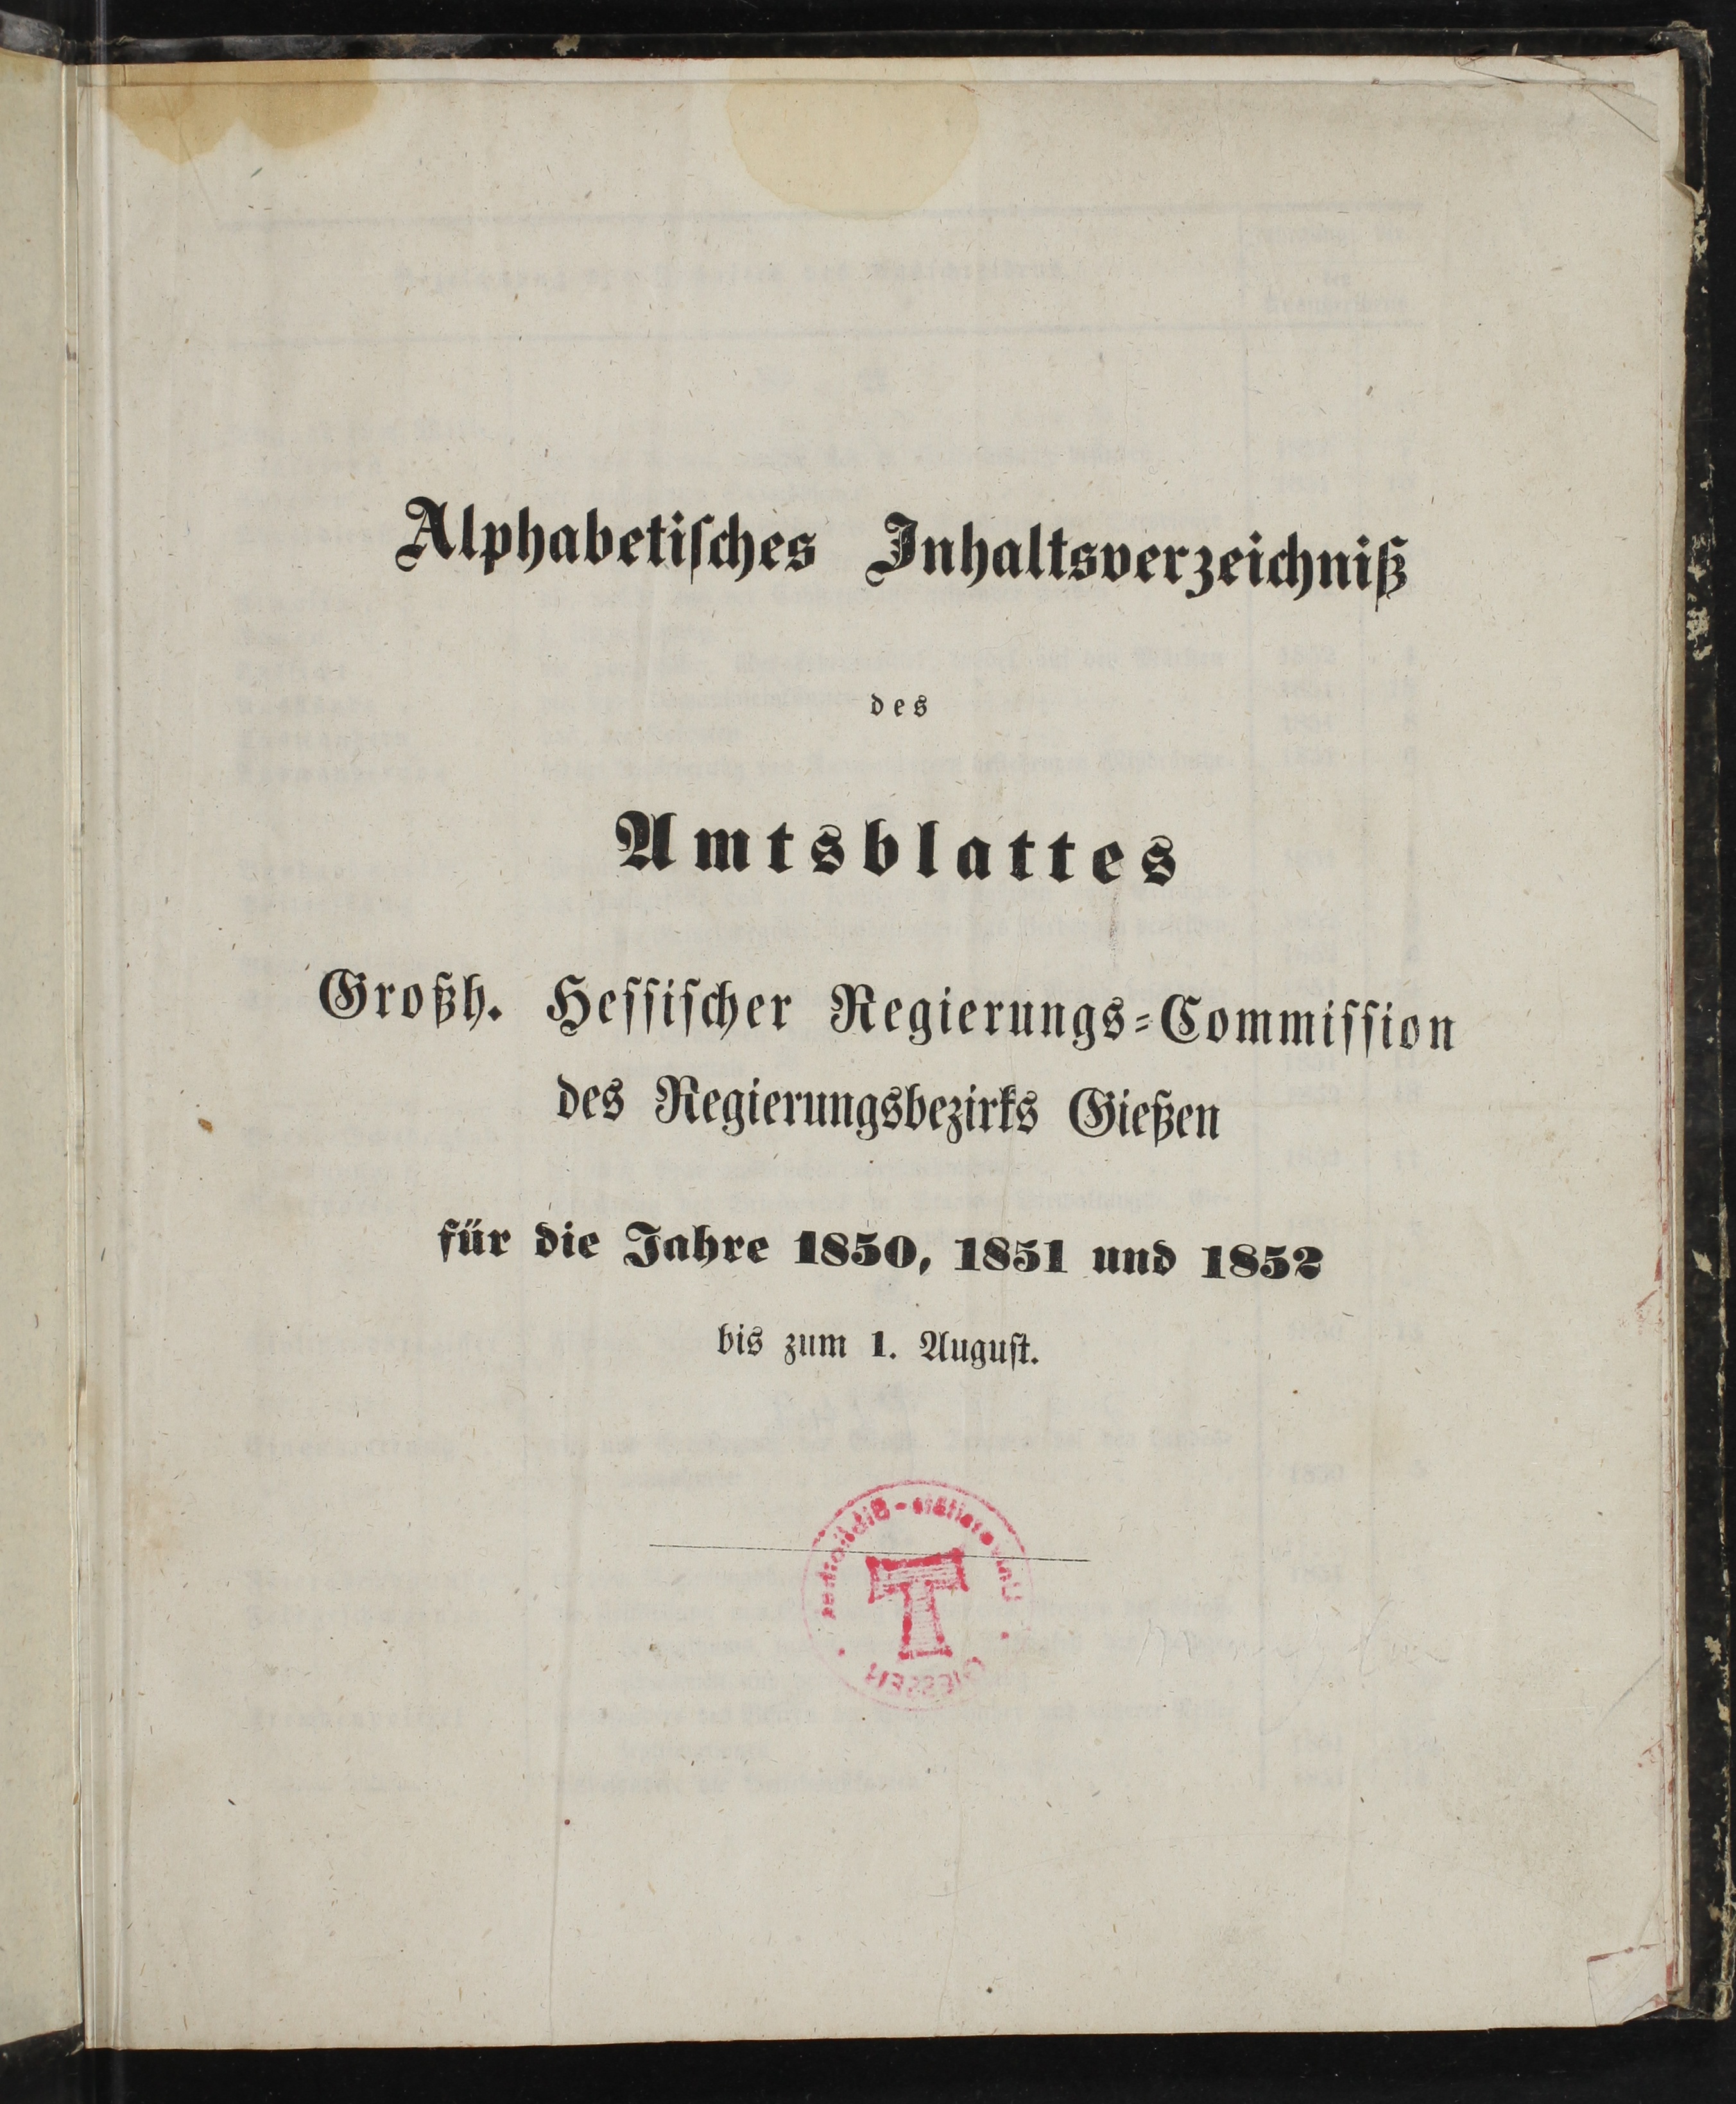 Alphabetiſches Inhaltsverzeichniß
des
Amtsblattes
Großh. Heſſiſcher Regierungs=Commiſſion
des Regierungsbezirks Gießen
für die Jahre 1850, 1851 und 1852
bis zum 1. Auguſt.